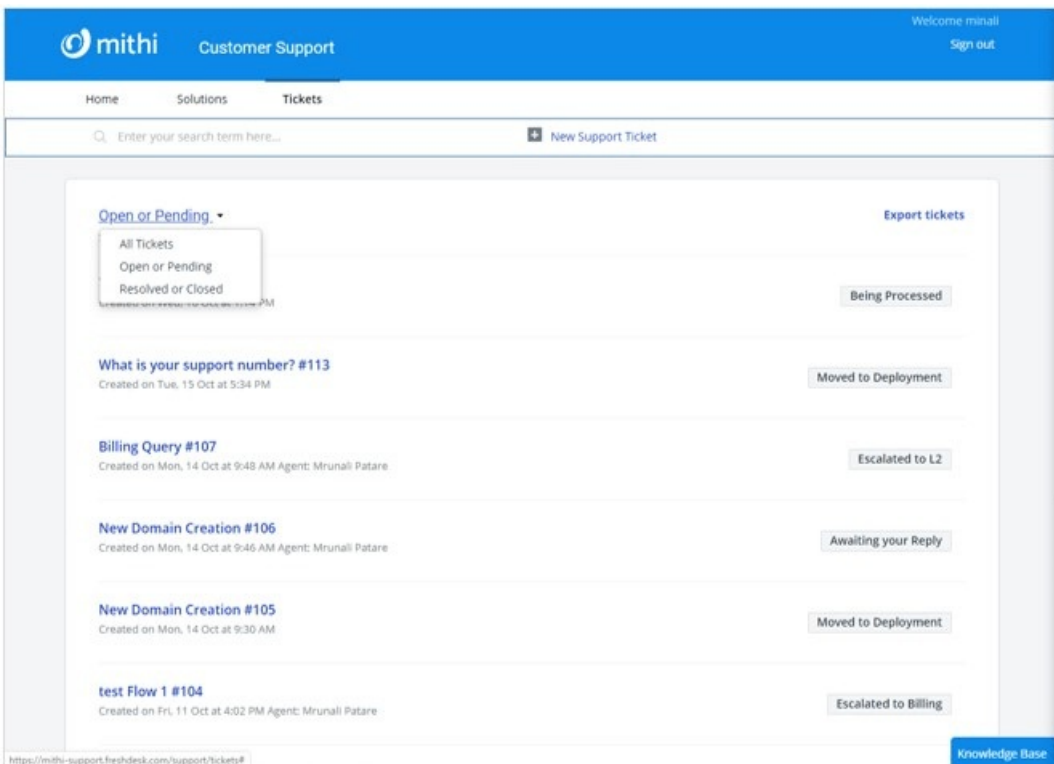 Welcome minali
mithi Customer Support
Sign out
Home Solutions Tickets
Enter your search term here... New Support Ticket
Open or Pending Export tickets
All Tickets
Open or Pending
Resolved or Closed
Being Processed
What is your support number? #113
Created on Tue, 15 Oct at 5:34 PM
Moved to Deployment
Billing Query #107
Created on Mon, 14 Oct at 9:48 AM Agent: Mrunali Patare
Escalated to L2
New Domain Creation #106
Created on Mon, 14 Oct at 9:46 AM Agent: Mrunali Patare
Awaiting your Reply
New Domain Creation #105
Created on Mon, 14 Oct at 9:30 AM
Moved to Deployment
test Flow 1 #104
Created on Fri, 11 Oct at 4:02 PM Agent: Mrunali Patare
Escalated to Billing
https://mithi-support.freshdesk.com/support/tickets#
Knowledge Base